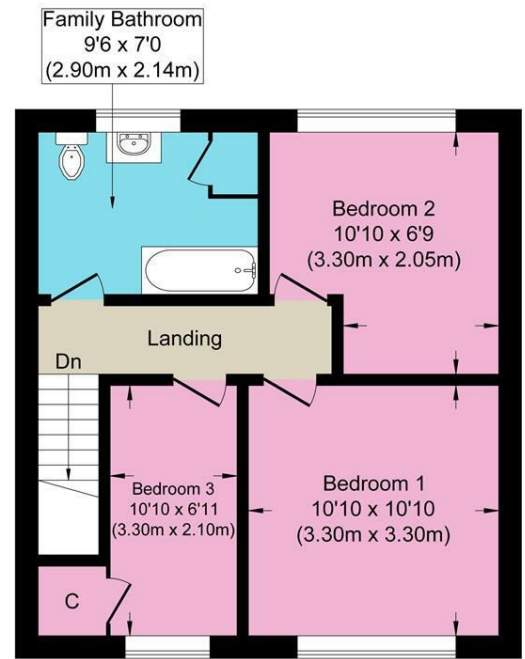 Family Bathroom
9'6 x 7'0
(2.90m x 2.14m)
Bedroom 2
10'10 x 6'9
(3.30m x 2.05m)
Landing
Dn
Bedroom 3
10'10 x 6'11
(3.30m x 2.10m)
Bedroom 1
10'10 x 10'10
(3.30m x 3.30m)
C